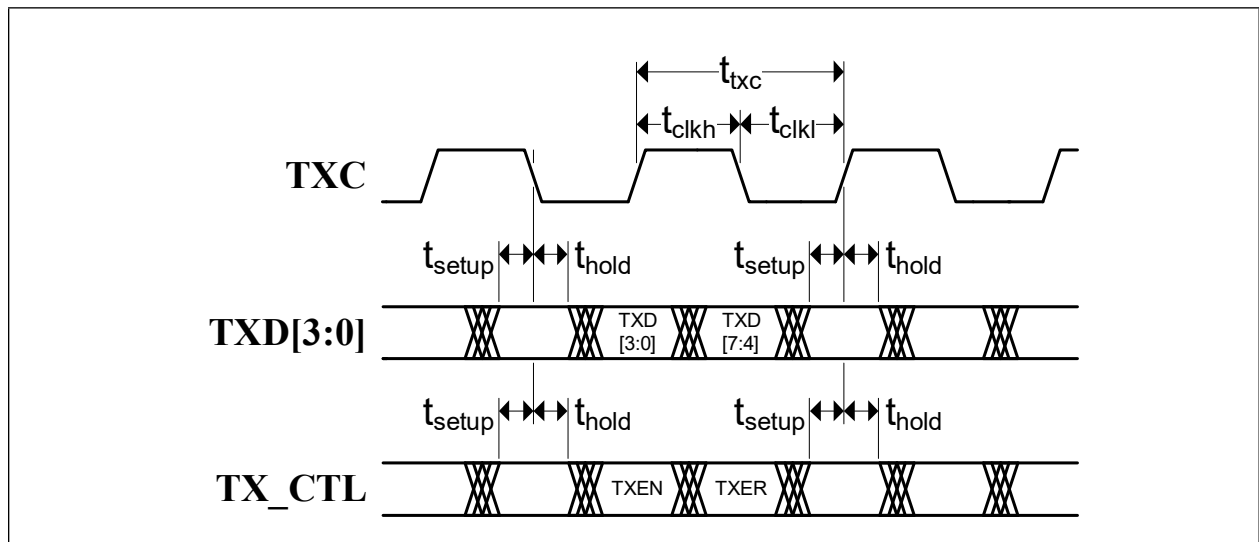 t_txc
t_clkh t_clkl
TXC
t_setup t_hold t_setup t_hold
TXD[3:0] TXD TXD
[3:0] [7:4]
t_setup t_hold t_setup t_hold
TX_CTL TXEN TXER